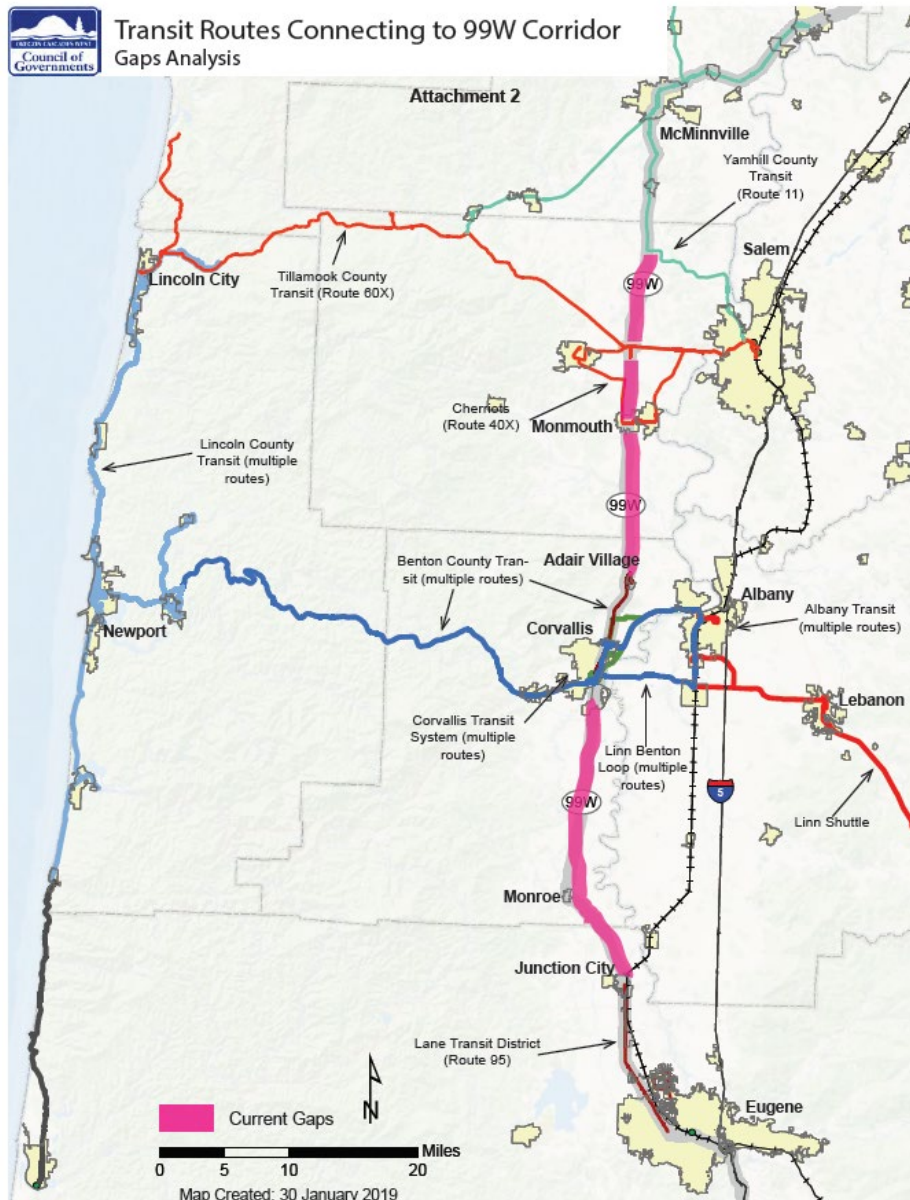 OREGON CASCADES WEST
Council of
Governments
Transit Routes Connecting to 99W Corridor
Gaps Analysis
Attachment 2
McMinnville
Yamhill County
Transit
(Route 11)
Salem
Lincoln City
Tillamook County
Transit (Route 60X)
99W
Cherriots
(Route 40X)
Monmouth
Lincoln County
Transit (multiple
routes)
99W
Benton County Tran-
sit (multiple routes)
Adair Village
Albany
Albany Transit
(multiple routes)
Newport
Corvallis
Lebanon
Corvallis Transit
System (multiple
routes)
Linn Benton
Loop (multiple
routes)
5
99W
Linn Shuttle
Monroe
Junction City
Lane Transit District
(Route 95)
Eugene
N
Current Gaps
Miles
0 5 10 20
Map Created: 30 January 2019